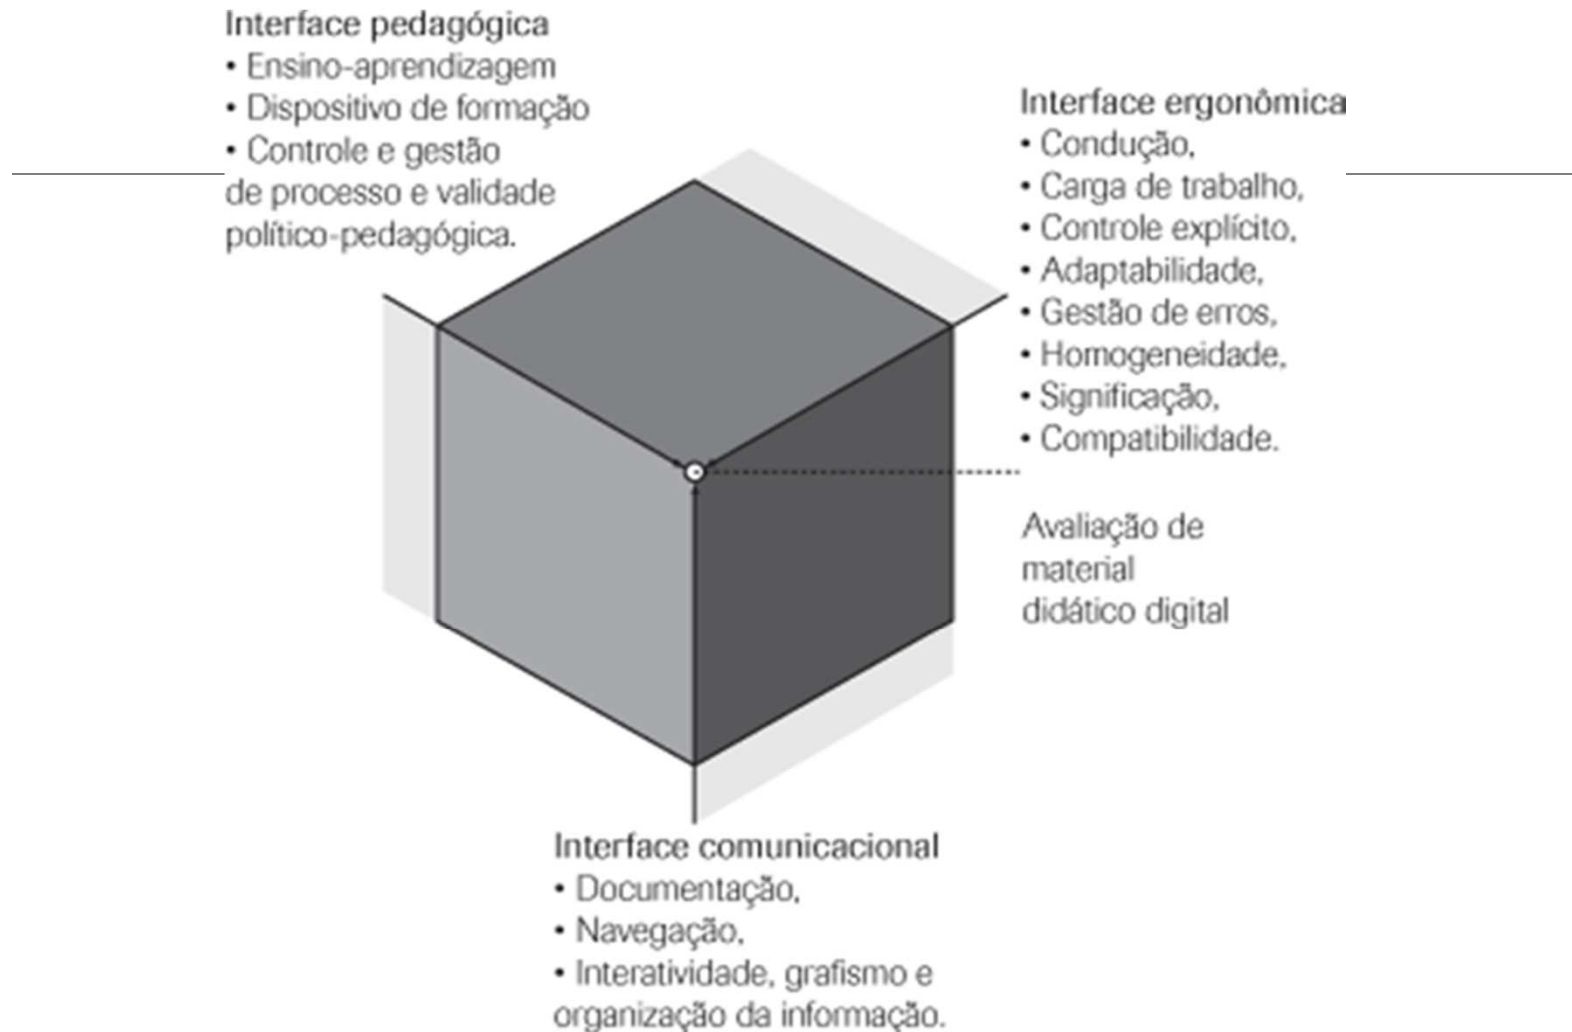 Interface pedagógica
• Ensino-aprendizagem
• Dispositivo de formação
• Controle e gestão
de processo e validade
político-pedagógica.
Interface ergonômica
• Condução,
• Carga de trabalho,
• Controle explícito,
• Adaptabilidade,
• Gestão de erros,
• Homogeneidade,
• Significação,
• Compatibilidade.
Avaliação de
material
didático digital
Interface comunicacional
• Documentação,
• Navegação,
• Interatividade, grafismo e
organização da informação.